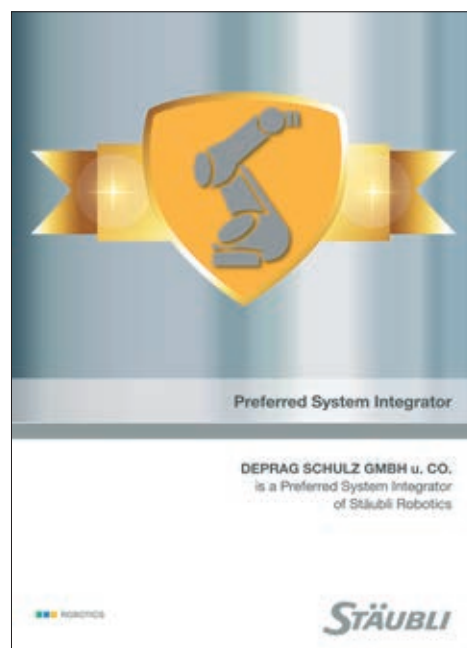 Preferred System Integrator
DEPRAG SCHULZ GMBH u. CO.
is a Preferred System Integrator
of Stäubli Robotics
ROBOTICS
STÄUBLI